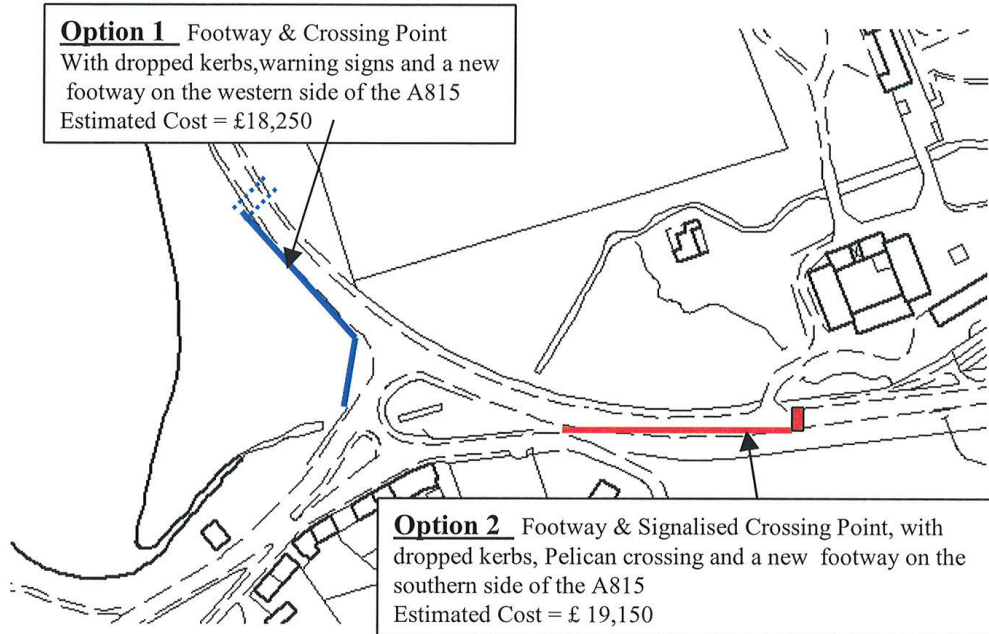 Option 1 Footway & Crossing Point
With dropped kerbs,warning signs and a new
footway on the western side of the A815
Estimated Cost = £18,250
Option 2 Footway & Signalised Crossing Point, with
dropped kerbs, Pelican crossing and a new footway on the
southern side of the A815
Estimated Cost = £ 19,150